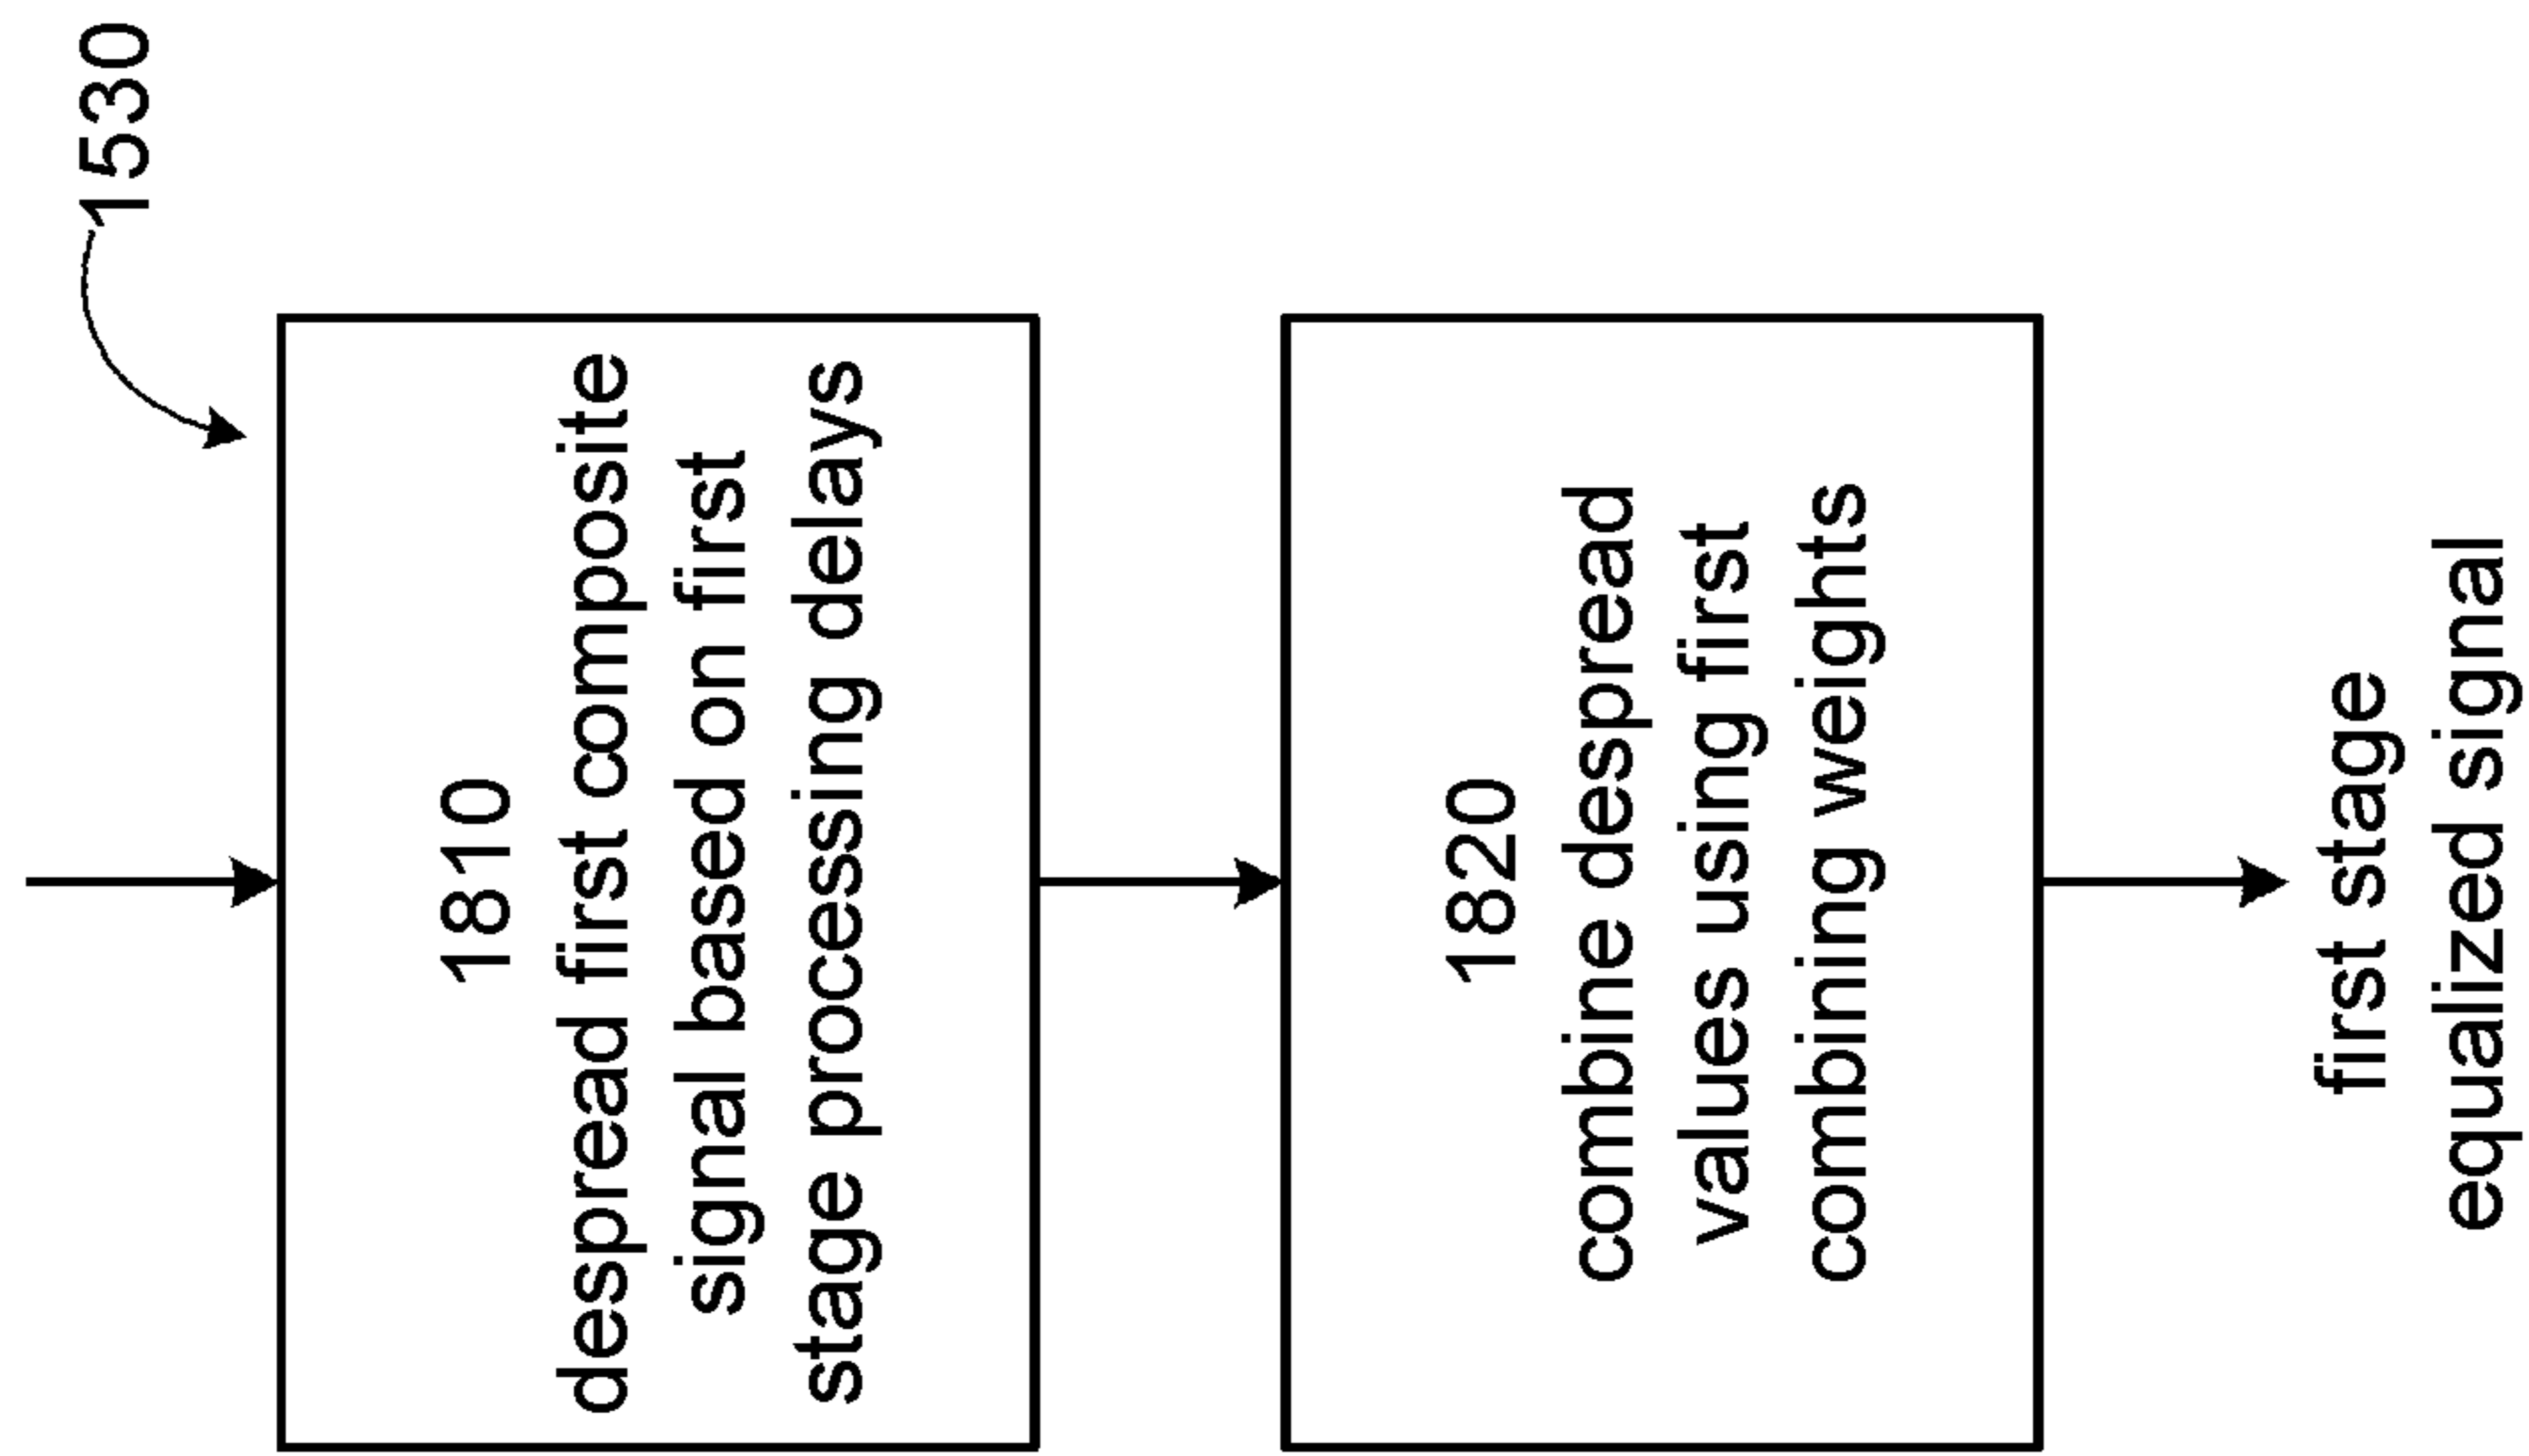 1530
1810
despread first composite
signal based on first
stage processing delays
1820
combine despread
values using first
combining weights
first stage
equalized signal